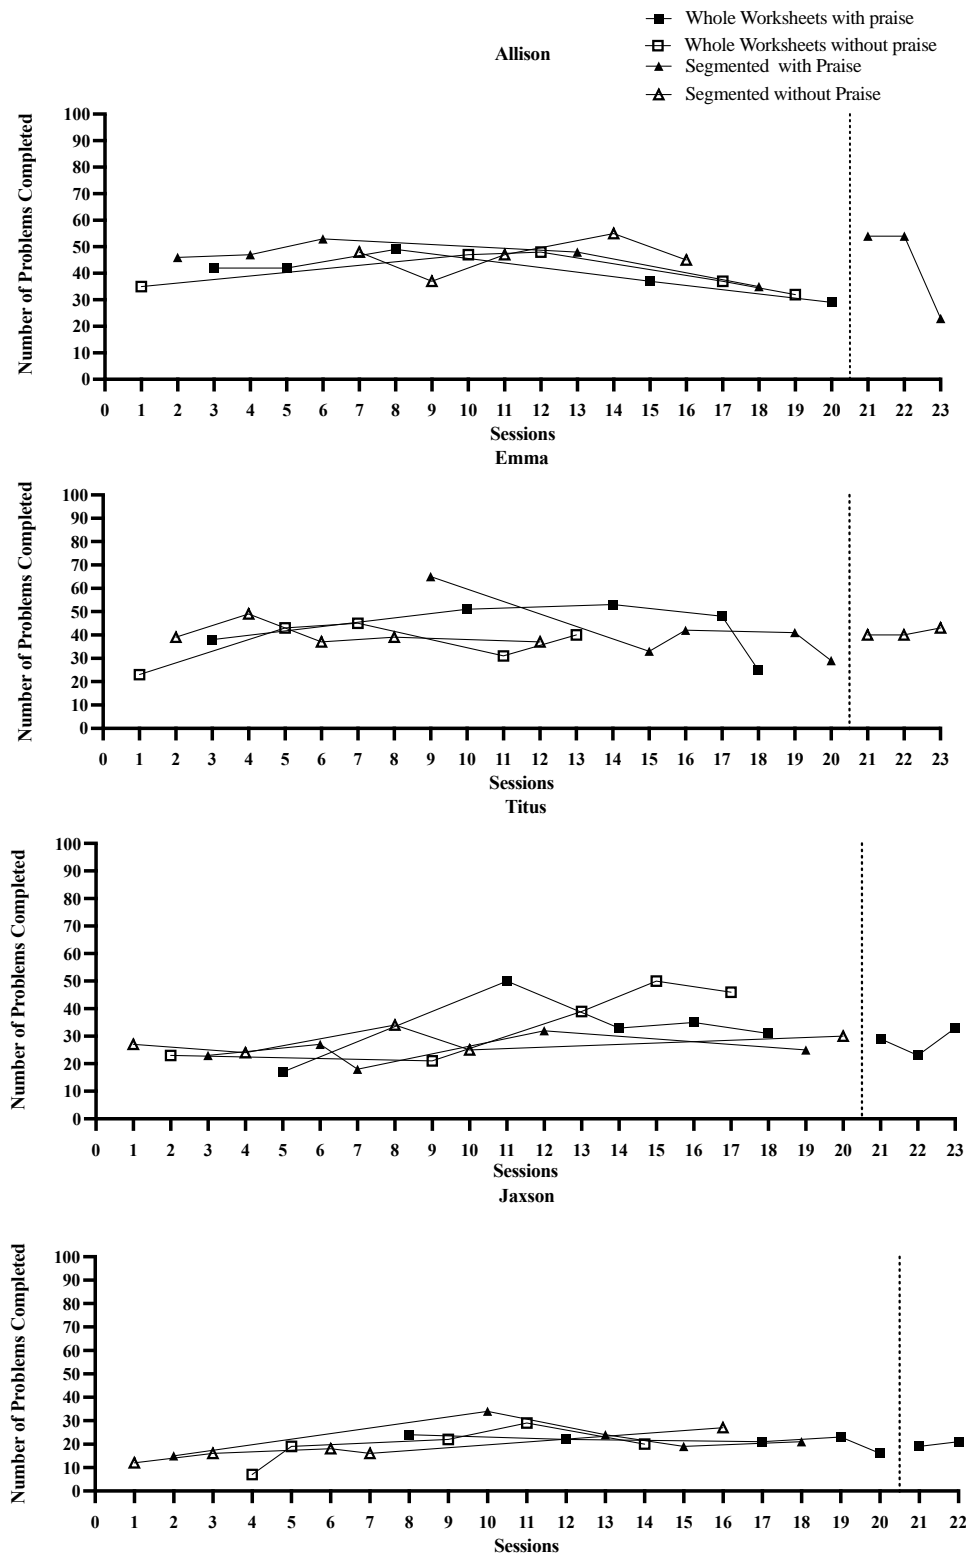 Whole Worksheets with praise
Whole Worksheets without praise
Segmented with Praise
Segmented without Praise
Allison
Number of Problems Completed
100
90
80
70
60
50
40
30
20
10
0
0 1 2 3 4 5 6 7 8 9 10 11 12 13 14 15 16 17 18 19 20 21 22 23
Sessions
Emma
Number of Problems Completed
100
90
80
70
60
50
40
30
20
10
0
0 1 2 3 4 5 6 7 8 9 10 11 12 13 14 15 16 17 18 19 20 21 22 23
Sessions
Titus
Number of Problems Completed
100
90
80
70
60
50
40
30
20
10
0
0 1 2 3 4 5 6 7 8 9 10 11 12 13 14 15 16 17 18 19 20 21 22 23
Sessions
Jaxson
Number of Problems Completed
100
90
80
70
60
50
40
30
20
10
0
0 1 2 3 4 5 6 7 8 9 10 11 12 13 14 15 16 17 18 19 20 21 22
Sessions